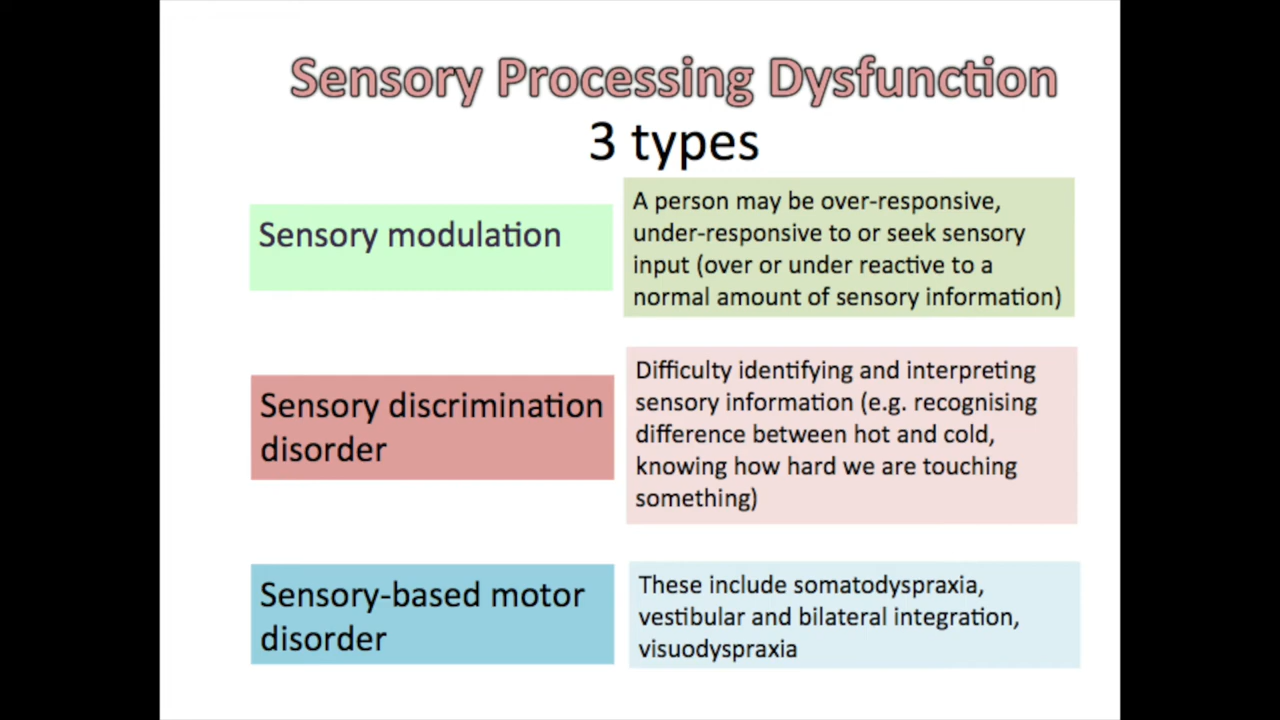 Sensory Processing Dysfunction
3 types
Sensory modulation
A person may be over-responsive,
under-responsive to or seek sensory
input (over or under reactive to a
normal amount of sensory information)
Sensory discrimination
disorder
Difficulty identifying and interpreting
sensory information (e.g. recognising
difference between hot and cold,
knowing how hard we are touching
something)
Sensory-based motor
disorder
These include somatodyspraxia,
vestibular and bilateral integration,
visuodyspraxia